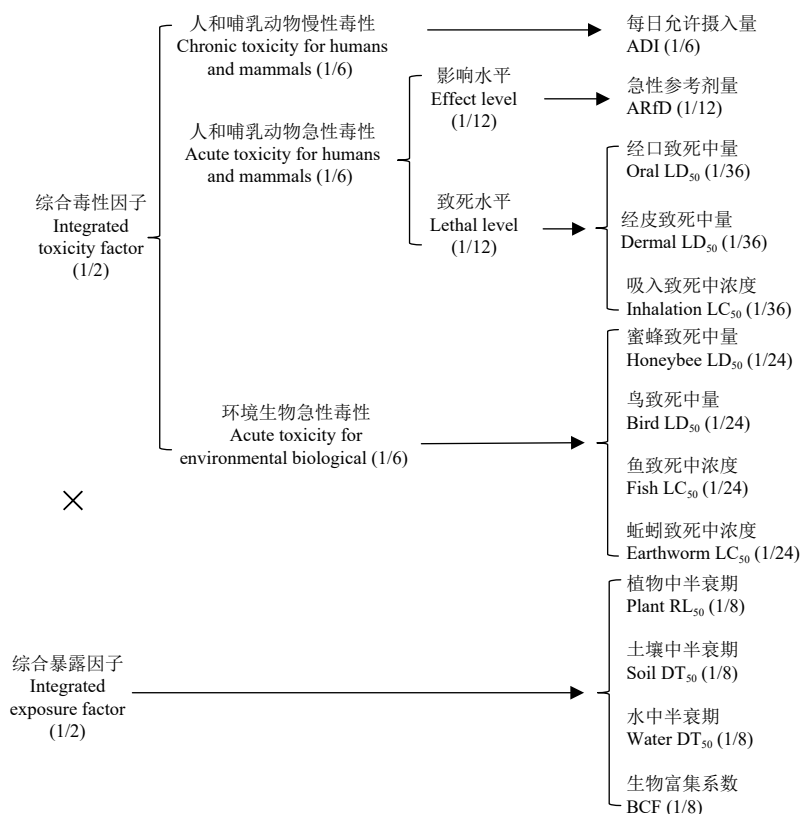 综合毒性因子
Integrated
toxicity factor
(1/2)
人和哺乳动物慢性毒性
Chronic toxicity for humans
and mammals (1/6)
每日允许摄入量
ADI (1/6)
人和哺乳动物急性毒性
Acute toxicity for humans
and mammals (1/6)
影响水平
Effect level
(1/12)
急性参考剂量
ARfD (1/12)
致死水平
Lethal level
(1/12)
经口致死中量
Oral LD₅₀ (1/36)
经皮致死中量
Dermal LD₅₀ (1/36)
吸入致死中浓度
Inhalation LC₅₀ (1/36)
环境生物急性毒性
Acute toxicity for
environmental biological (1/6)
蜜蜂致死中量
Honeybee LD₅₀ (1/24)
鸟致死中量
Bird LD₅₀ (1/24)
鱼致死中浓度
Fish LC₅₀ (1/24)
蚯蚓致死中浓度
Earthworm LC₅₀ (1/24)
×
综合暴露因子
Integrated
exposure factor
(1/2)
植物中半衰期
Plant RL₅₀ (1/8)
土壤中半衰期
Soil DT₅₀ (1/8)
水中半衰期
Water DT₅₀ (1/8)
生物富集系数
BCF (1/8)